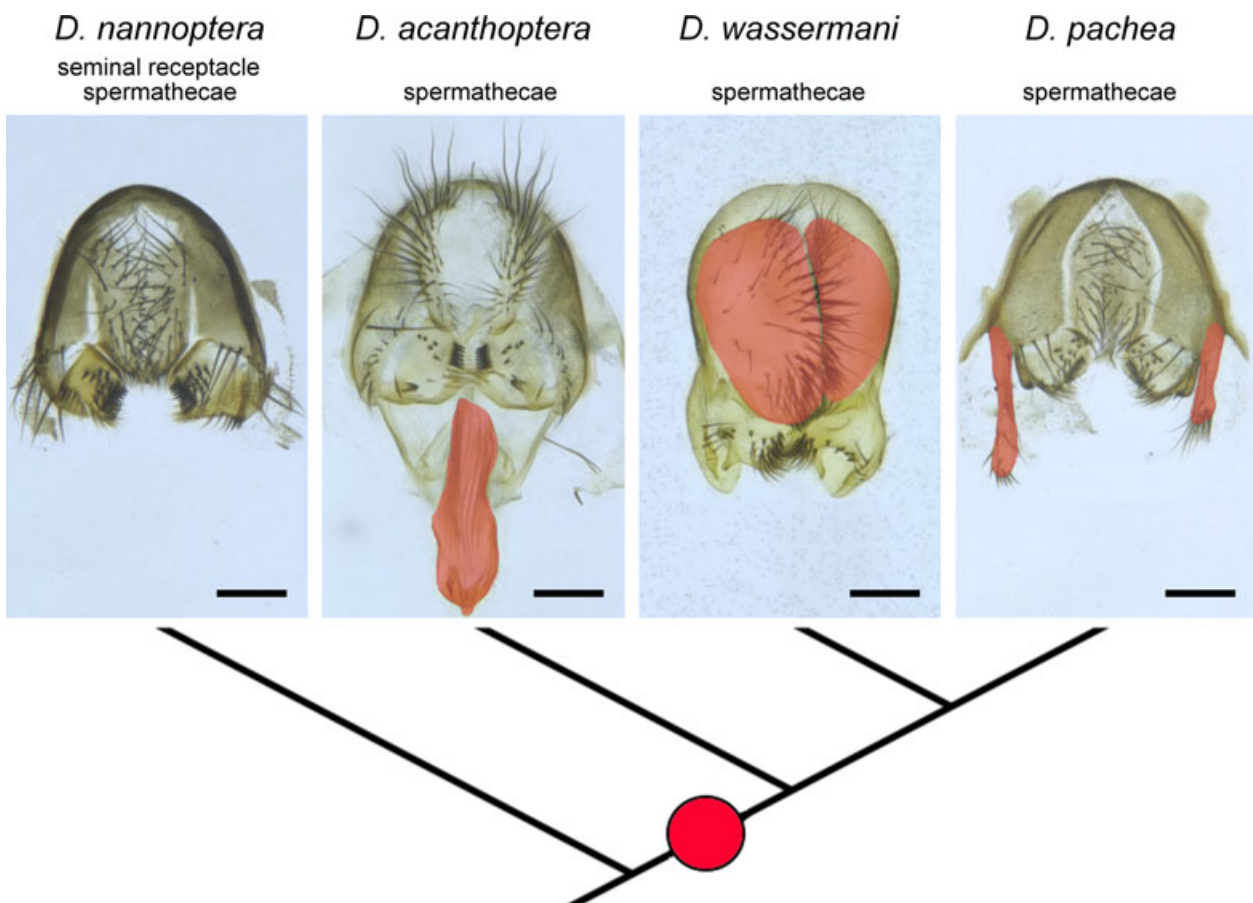 D. nannoptera
seminal receptacle
spermathecae
D. acanthoptera
spermathecae
D. wassermani
spermathecae
D. pachea
spermathecae